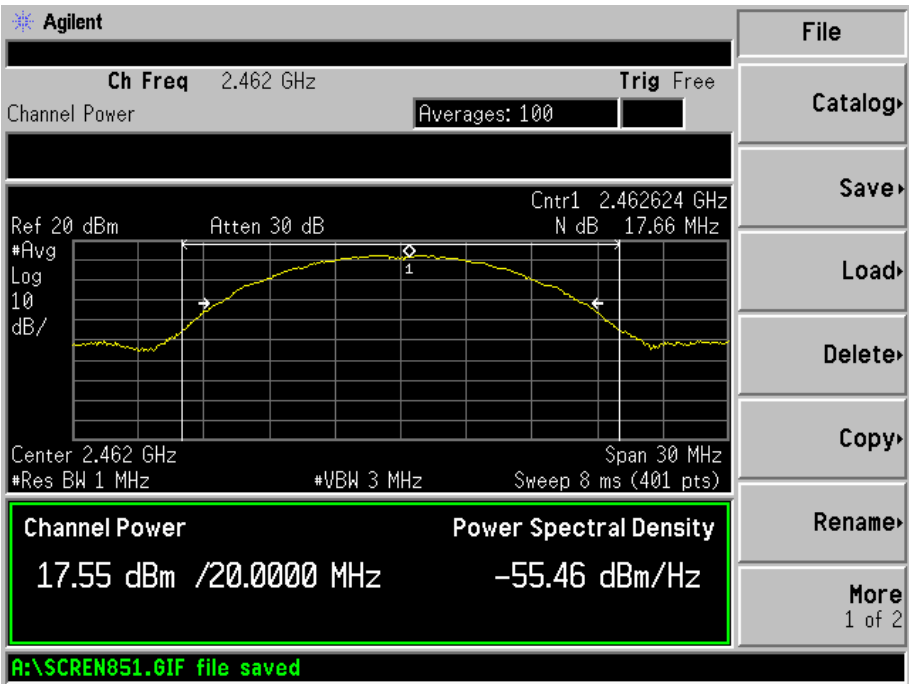 Agilent
File
Ch Freq 2.462 GHz Trig Free
Channel Power Averages: 100
Catalog
Save
Cntr1 2.462624 GHz
Ref 20 dBm Atten 30 dB N dB 17.66 MHz
#Avg
Log
10
dB/
1
Load
Delete
Copy
Center 2.462 GHz Span 30 MHz
#Res BW 1 MHz #VBW 3 MHz Sweep 8 ms (401 pts)
Channel Power Power Spectral Density
17.55 dBm /20.0000 MHz -55.46 dBm/Hz
Rename
More
1 of 2
A:\SCREN851.GIF file saved